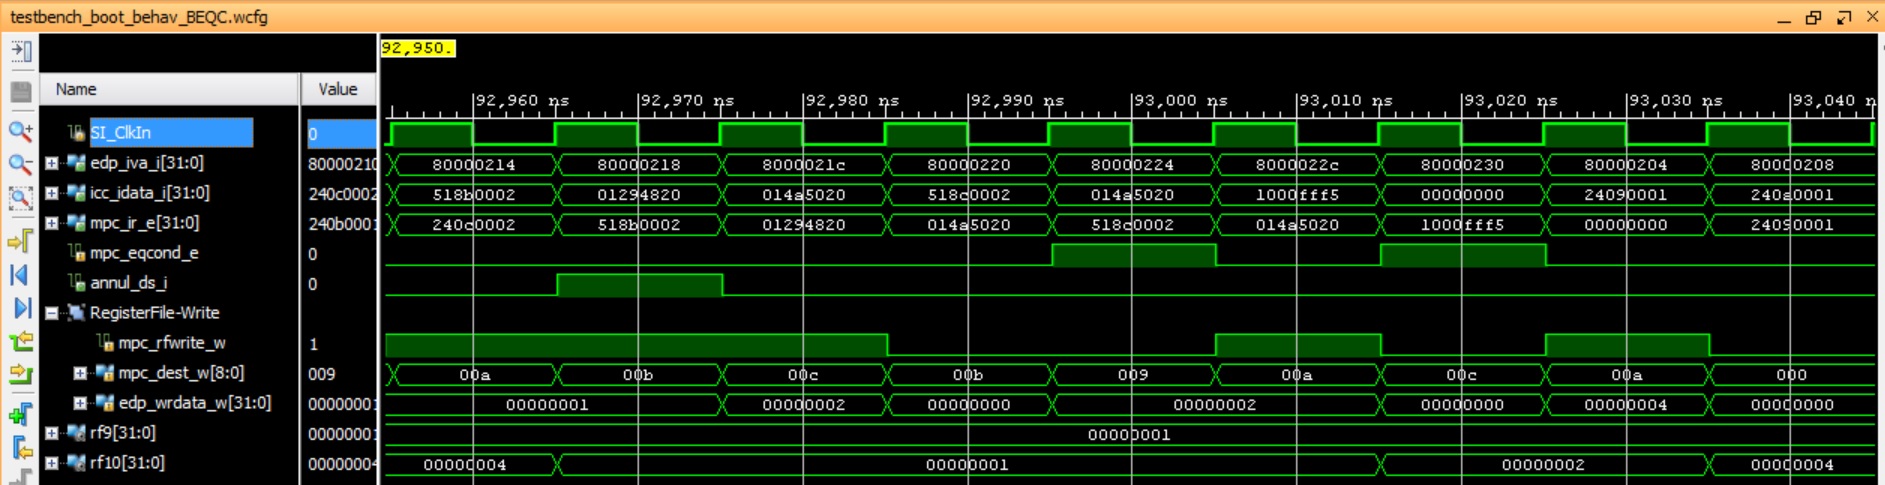 testbench_boot_behav_BEQC.wcfg
92,950.
Name Value
92,960 ns 92,970 ns 92,980 ns 92,990 ns 93,000 ns 93,010 ns 93,020 ns 93,030 ns 93,040 n
SI_ClkIn 0
edp_iva_i[31:0] 80000210 80000214 80000218 8000021c 80000220 80000224 8000022c 80000230 80000204 80000208
icc_idata_i[31:0] 240c0002 518b0002 01294820 014a5020 518c0002 014a5020 1000fff5 00000000 24090001 240a0001
mpc_ir_e[31:0] 240b0001 240c0002 518b0002 01294820 014a5020 518c0002 014a5020 1000fff5 00000000 24090001
mpc_eqcond_e 0
annul_ds_i 0
RegisterFile-Write
mpc_rfwrite_w 1
mpc_dest_w[8:0] 009 00a 00b 00c 00b 009 00a 00c 00a 000
edp_wrdata_w[31:0] 00000001 00000001 00000002 00000000 00000002 00000000 00000004 00000000
rf9[31:0] 00000001 00000001
rf10[31:0] 00000004 00000004 00000001 00000002 00000004